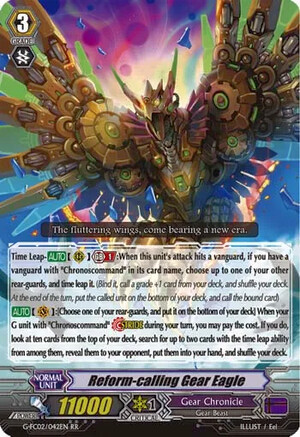 3
GRADE
The fluttering wings, come bearing a new era.
Time Leap-AUTO [ R ] GB 1 :When this unit's attack hits a vanguard, if you have a
vanguard with "Chronoscommand" in its card name, choose up to one of your other
rear-guards, and time leap it. (Bind it, call a grade +1 card from your deck, and shuffle your deck.
At the end of turn, put the called unit on the bottom of your deck, and call the bound card)
AUTO [ R ]: [Choose one of your rear-guards, and put it on the bottom of your deck] When your
G unit with "Chronoscommand" Stride during your turn, you may pay the cost. If you do,
look at ten cards from the top of your deck, search for up to two cards with the time leap ability
from among them, reveal them to your opponent, put them into your hand, and shuffle your deck.
NORMAL
UNIT
Reform-calling Gear Eagle
POWER
11000
1
CRITICAL
Gear Chronicle
Gear Beast
G-FC02/042EN RR
ILLUST / Eel